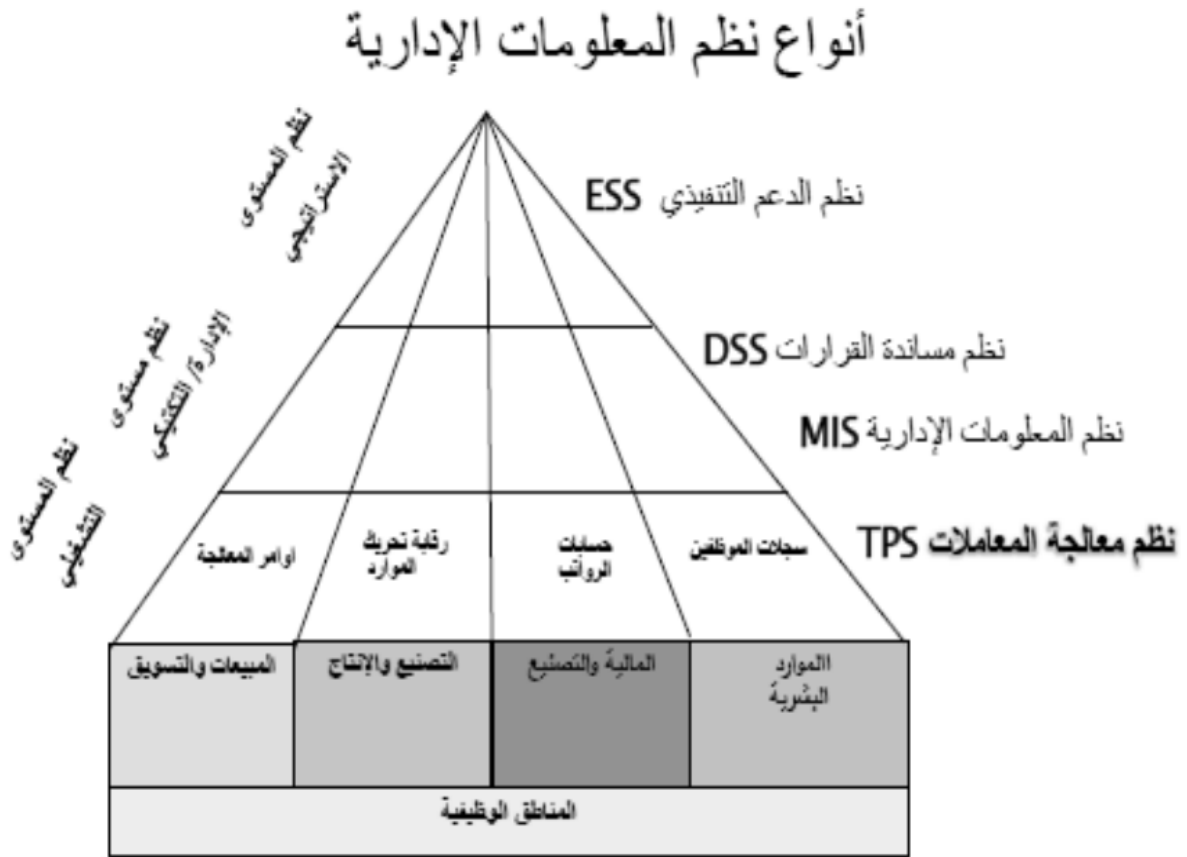 أنواع نظم المعلومات الإدارية
نظم المستوى
الاستراتيجي
نظم الدعم التنفيذي ESS
نظم مستوى
الإدارة/ التكتيكي
نظم مساندة القرارات DSS
نظم المعلومات الإدارية MIS
نظم المستوى
التشغيلي
نظم معالجة المعاملات TPS
سجلات الموظفين
حسابات
الرواتب
رقابة تحريك
الموارد
اوامر المعالجة
االموارد
البشرية
المالية والتصنيع
التصنيع والإنتاج
المبيعات والتسويق
المناطق الوظيفية